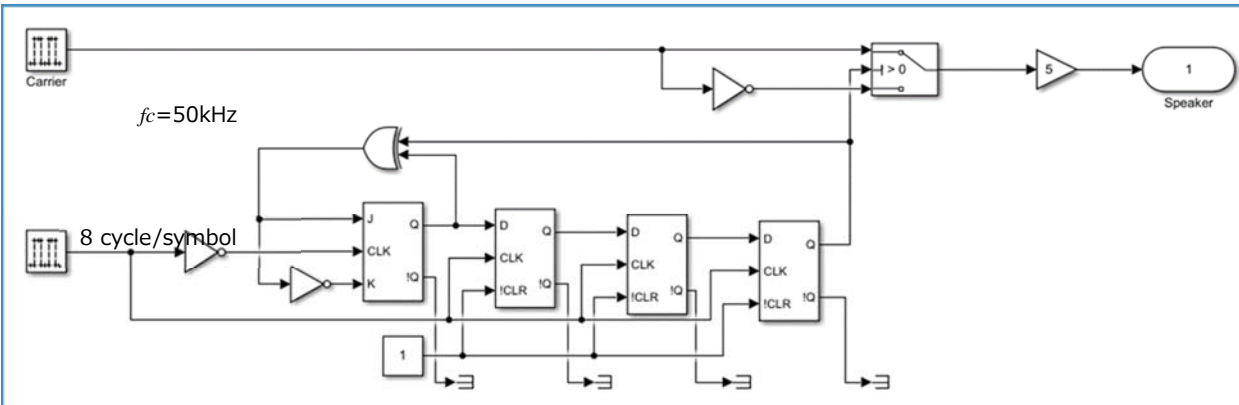 Carrier
> 0
5
1
Speaker
fc=50kHz
8 cycle/symbol
J
Q
CLK
K
!Q
D
Q
CLK
!Q
!CLR
D
Q
CLK
!Q
!CLR
D
Q
CLK
!Q
!CLR
1